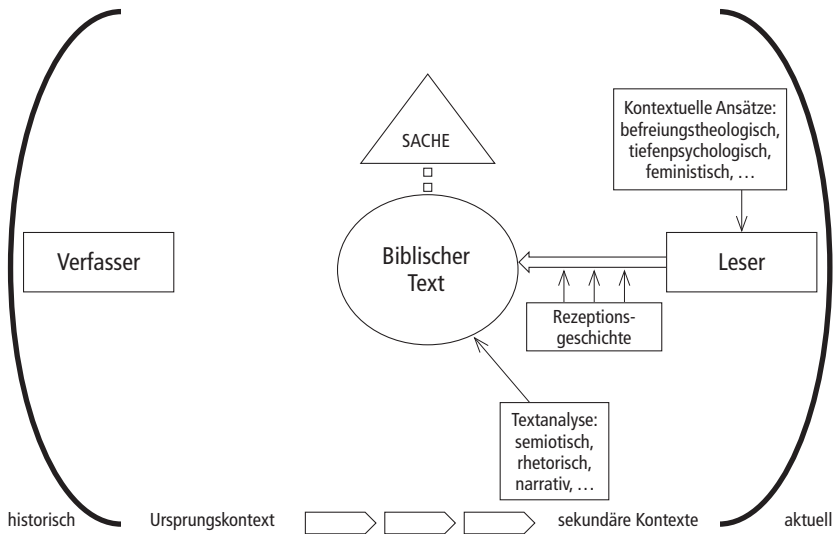 SACHE
Kontextuelle Ansätze:
befreiungstheologisch,
tiefenpsychologisch,
feministisch, …
Verfasser
Biblischer
Text
Leser
Rezeptions-
geschichte
Textanalyse:
semiotisch,
rhetorisch,
narrativ, …
historisch Ursprungskontext sekundäre Kontexte aktuell